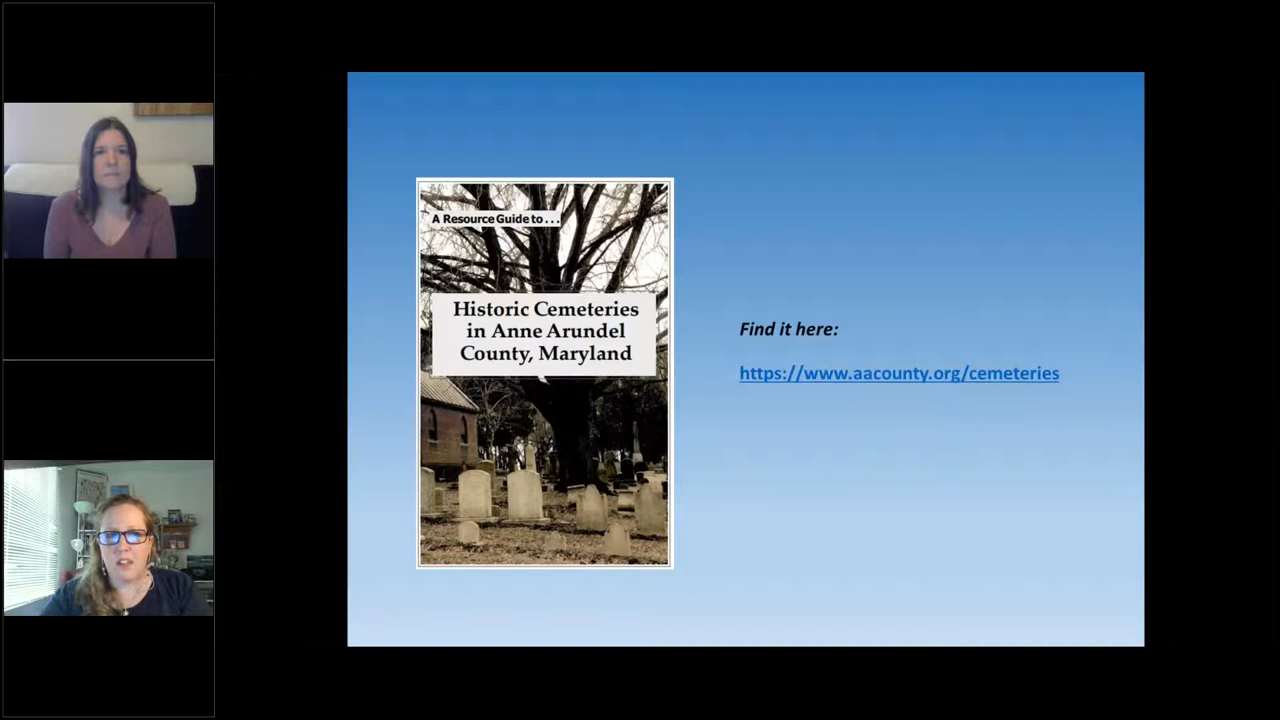 A Resource Guide to . . .
Historic Cemeteries
in Anne Arundel
County, Maryland
Find it here:
https://www.aacounty.org/cemeteries